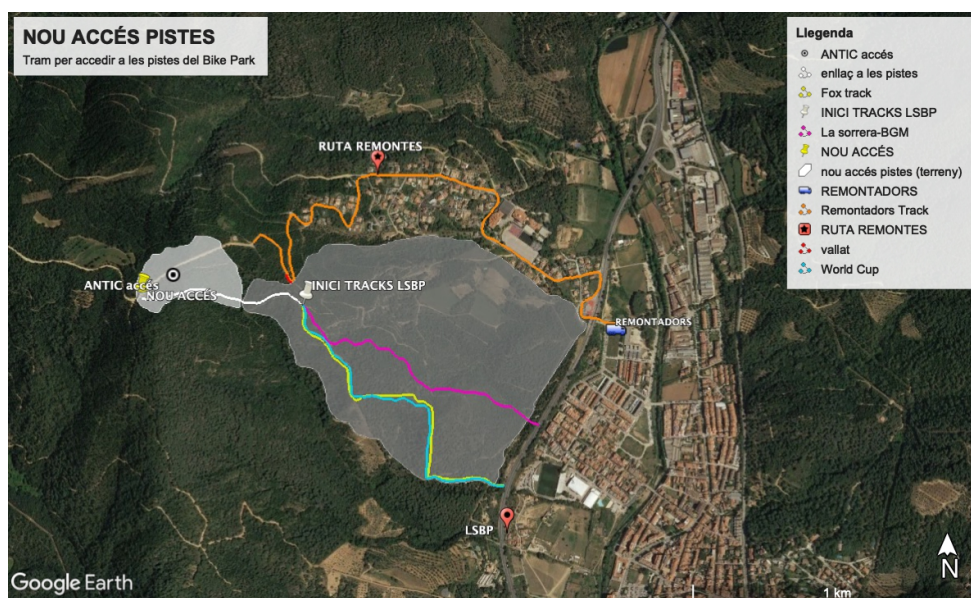 NOU ACCÉS PISTES
Tram per accedir a les pistes del Bike Park
Llegenda
ANTIC accés
enllaç a les pistes
Fox track
INICI TRACKS LSBP
La sorrera-BGM
NOU ACCÉS
nou accés pistes (terreny)
REMONTADORS
Remontadors Track
RUTA REMONTES
vallat
World Cup
RUTA REMONTES
ANTIC accés
NOU ACCÉS
INICI TRACKS LSBP
REMONTADORS
LSBP
Google Earth
1 km
N